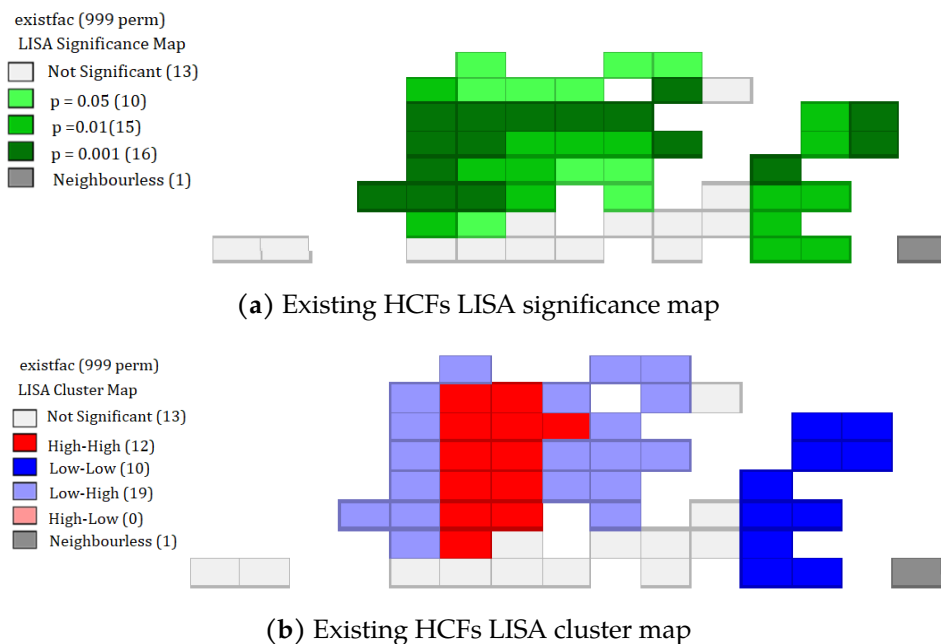 existfac (999 perm)
LISA Significance Map
Not Significant (13)
p = 0.05 (10)
p =0.01(15)
p = 0.001 (16)
Neighbourless (1)
(a) Existing HCFs LISA significance map
existfac (999 perm)
LISA Cluster Map
Not Significant (13)
High-High (12)
Low-Low (10)
Low-High (19)
High-Low (0)
Neighbourless (1)
(b) Existing HCFs LISA cluster map